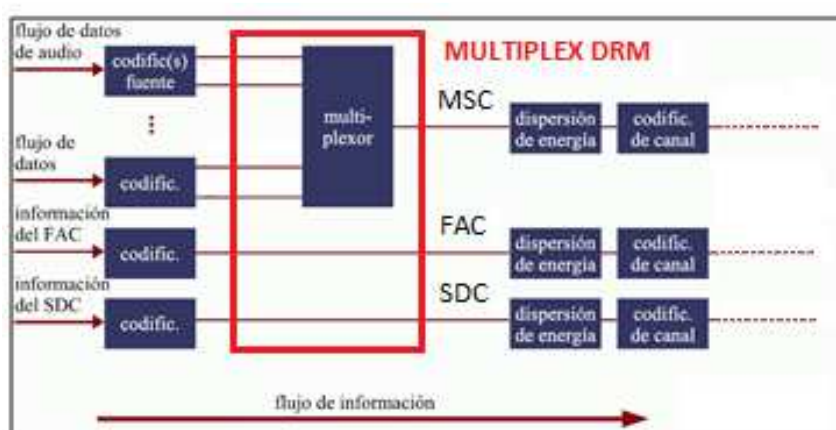 flujo de datos
de audio
codific(s)
fuente
MULTIPLEX DRM
multi-
plexor
MSC
dispersión
de energía
codific.
de canal
flujo de
datos
codific.
información
del FAC
codific.
FAC
dispersión
de energía
codific.
de canal
información
del SDC
codific.
SDC
dispersión
de energía
codific.
de canal
flujo de información